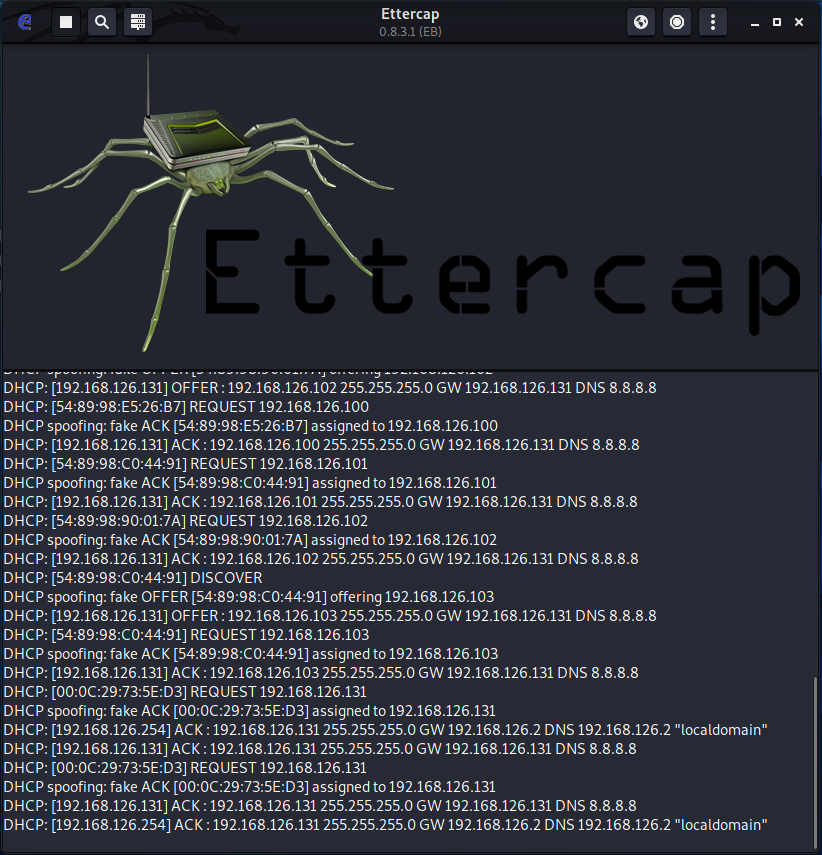 Ettercap
0.8.3.1 (EB)
Ettercap
DHCP spoofing: fake OFFER [54:89:98:90:01:7A] offering 192.168.126.102
DHCP: [192.168.126.131] OFFER : 192.168.126.102 255.255.255.0 GW 192.168.126.131 DNS 8.8.8.8
DHCP: [54:89:98:E5:26:B7] REQUEST 192.168.126.100
DHCP spoofing: fake ACK [54:89:98:E5:26:B7] assigned to 192.168.126.100
DHCP: [192.168.126.131] ACK : 192.168.126.100 255.255.255.0 GW 192.168.126.131 DNS 8.8.8.8
DHCP: [54:89:98:C0:44:91] REQUEST 192.168.126.101
DHCP spoofing: fake ACK [54:89:98:C0:44:91] assigned to 192.168.126.101
DHCP: [192.168.126.131] ACK : 192.168.126.101 255.255.255.0 GW 192.168.126.131 DNS 8.8.8.8
DHCP: [54:89:98:90:01:7A] REQUEST 192.168.126.102
DHCP spoofing: fake ACK [54:89:98:90:01:7A] assigned to 192.168.126.102
DHCP: [192.168.126.131] ACK : 192.168.126.102 255.255.255.0 GW 192.168.126.131 DNS 8.8.8.8
DHCP: [54:89:98:C0:44:91] DISCOVER
DHCP spoofing: fake OFFER [54:89:98:C0:44:91] offering 192.168.126.103
DHCP: [192.168.126.131] OFFER : 192.168.126.103 255.255.255.0 GW 192.168.126.131 DNS 8.8.8.8
DHCP: [54:89:98:C0:44:91] REQUEST 192.168.126.103
DHCP spoofing: fake ACK [54:89:98:C0:44:91] assigned to 192.168.126.103
DHCP: [192.168.126.131] ACK : 192.168.126.103 255.255.255.0 GW 192.168.126.131 DNS 8.8.8.8
DHCP: [00:0C:29:73:5E:D3] REQUEST 192.168.126.131
DHCP spoofing: fake ACK [00:0C:29:73:5E:D3] assigned to 192.168.126.131
DHCP: [192.168.126.254] ACK : 192.168.126.131 255.255.255.0 GW 192.168.126.2 DNS 192.168.126.2 "localdomain"
DHCP: [192.168.126.131] ACK : 192.168.126.131 255.255.255.0 GW 192.168.126.131 DNS 8.8.8.8
DHCP: [00:0C:29:73:5E:D3] REQUEST 192.168.126.131
DHCP spoofing: fake ACK [00:0C:29:73:5E:D3] assigned to 192.168.126.131
DHCP: [192.168.126.131] ACK : 192.168.126.131 255.255.255.0 GW 192.168.126.131 DNS 8.8.8.8
DHCP: [192.168.126.254] ACK : 192.168.126.131 255.255.255.0 GW 192.168.126.2 DNS 192.168.126.2 "localdomain"